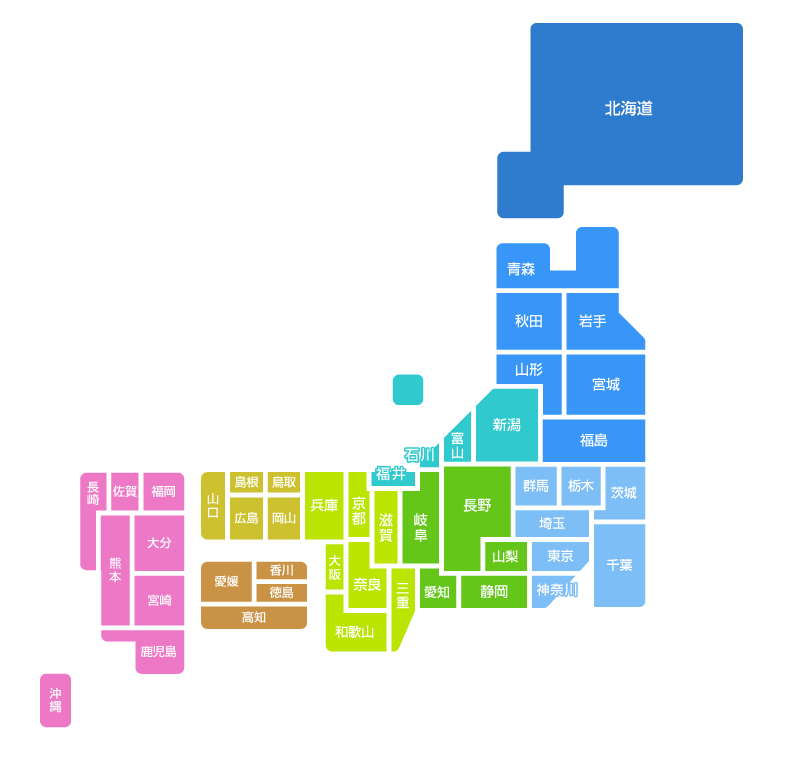 北海道
青森
秋田
岩手
山形
宮城
新潟
福島
富山
石川
福井
群馬
栃木
茨城
長野
埼玉
山梨
東京
千葉
神奈川
静岡
愛知
岐阜
滋賀
京都
兵庫
大阪
奈良
三重
和歌山
鳥取
島根
岡山
広島
山口
香川
愛媛
徳島
高知
福岡
佐賀
長崎
大分
熊本
宮崎
鹿児島
沖縄